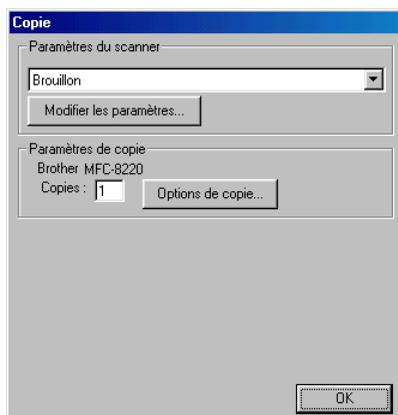 Copie
Paramètres du scanner
Brouillon
Modifier les paramètres...
Paramètres de copie
Brother MFC-8220
Copies : 1
Options de copie...
OK